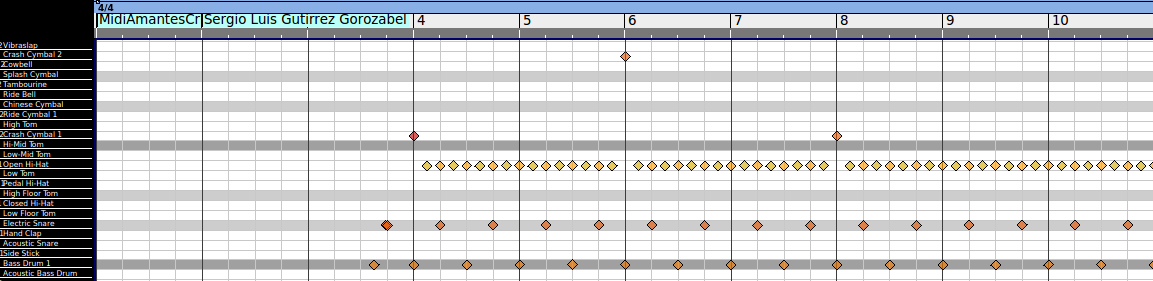 4/4
MidiAmantesCr Sergio Luis Gutirrez Gorozabel 4 5 6 7 8 9 10
Vibraslap
Crash Cymbal 2
Cowbell
Splash Cymbal
Tambourine
Ride Bell
Chinese Cymbal
Ride Cymbal 1
High Tom
Crash Cymbal 1
Hi-Mid Tom
Low-Mid Tom
Open Hi-Hat
Low Tom
Pedal Hi-Hat
High Floor Tom
Closed Hi-Hat
Low Floor Tom
Electric Snare
Hand Clap
Acoustic Snare
Side Stick
Bass Drum 1
Acoustic Bass Drum